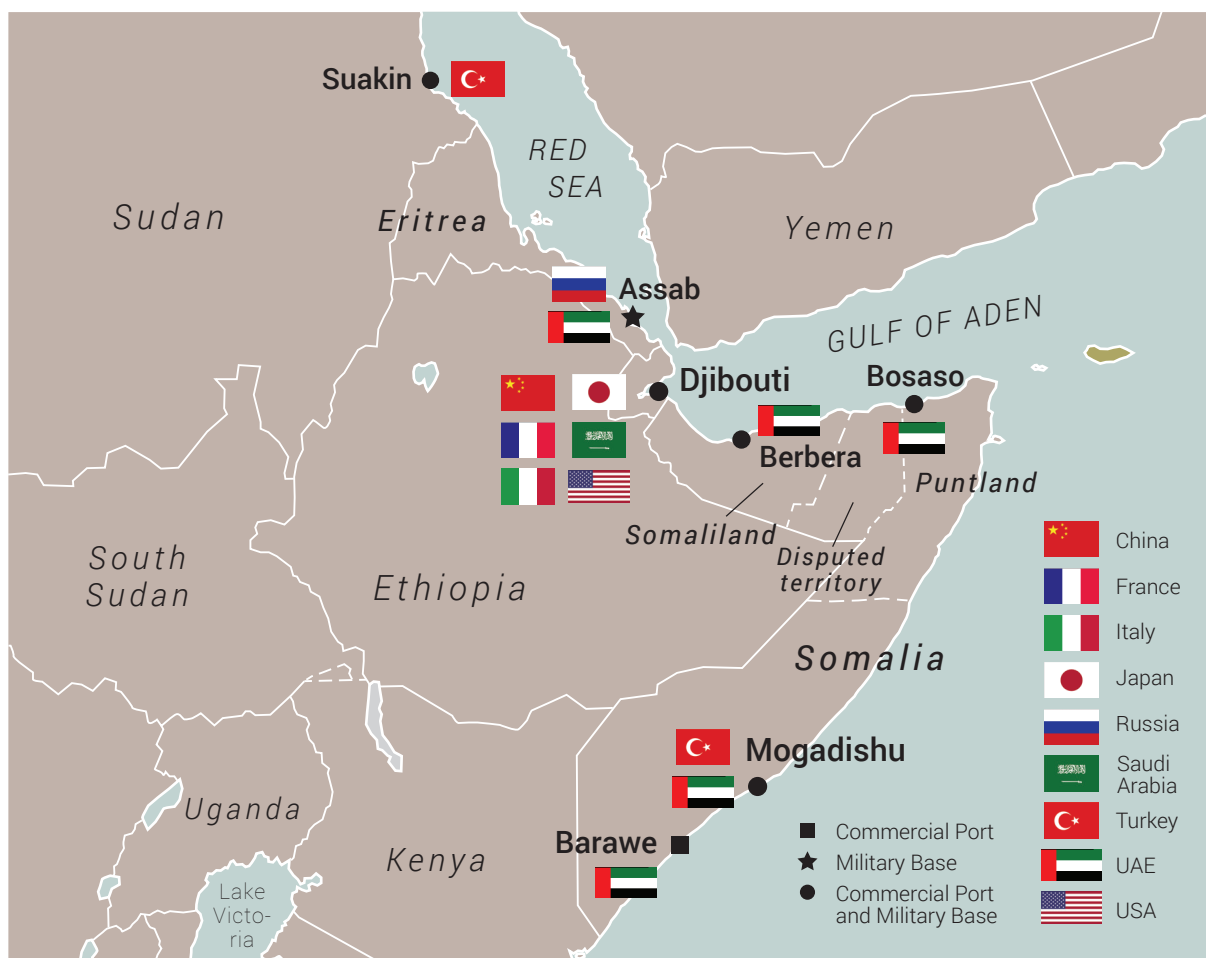 Suakin
RED
SEA
Sudan
Eritrea
Yemen
Assab
GULF OF ADEN
Djibouti
Bosaso
Berbera
Puntland
Somaliland
Disputed
territory
South
Sudan
Ethiopia
Somalia
Mogadishu
Uganda
Barawe
Kenya
Lake
Victo-
ria
Commercial Port
Military Base
Commercial Port
and Military Base
China
France
Italy
Japan
Russia
Saudi
Arabia
Turkey
UAE
USA